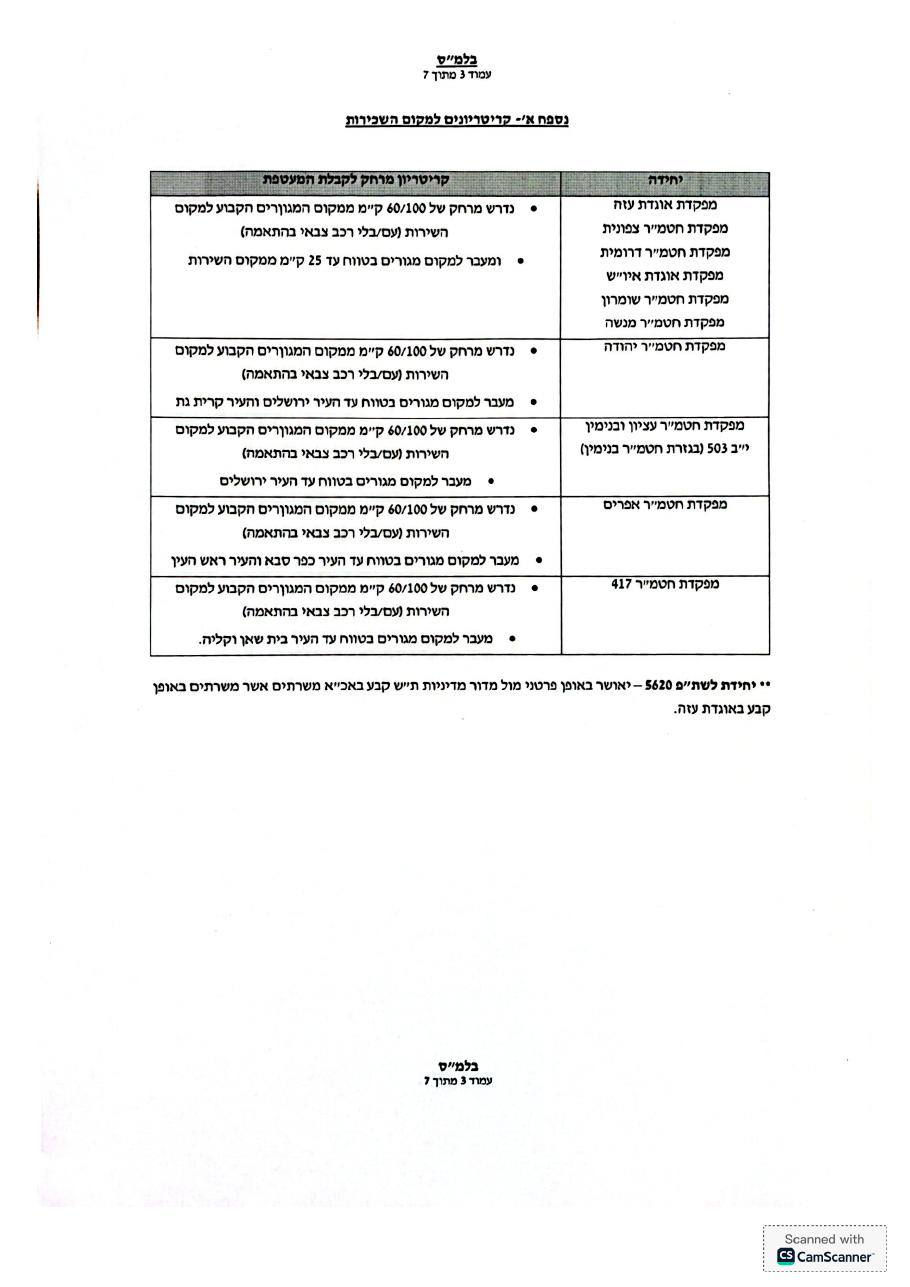 בלמ״ס
עמוד 3 מתוך 7
נספח א׳- קריטריונים למקום השכירות
יחידה
קריטריון מרחק לקבלת המעטפת
מפקדת אוגדת עזה
מפקדת חטמ״ר צפונית
מפקדת חטמ״ר דרומית
מפקדת אוגדת איו״ש
מפקדת חטמ״ר שומרון
מפקדת חטמ״ר מנשה
• נדרש מרחק של 60/100 ק״מ ממקום המגוורים הקבוע למקום
השירות (עם/בלי רכב צבאי בהתאמה)
• ומעבר למקום מגורים בטווח עד 25 ק״מ ממקום השירות
מפקדת חטמ״ר יהודה
• נדרש מרחק של 60/100 ק״מ ממקום המגוורים הקבוע למקום
השירות (עם/בלי רכב צבאי בהתאמה)
• מעבר למקום מגורים בטווח עד העיר ירושלים והעיר קרית גת
מפקדת חטמ״ר עציון ובנימין
י״ב 503 (בגזרת חטמ״ר בנימין)
• נדרש מרחק של 60/100 ק״מ ממקום המגוורים הקבוע למקום
השירות (עם/בלי רכב צבאי בהתאמה)
• מעבר למקום מגורים בטווח עד העיר ירושלים
מפקדת חטמ״ר אפרים
• נדרש מרחק של 60/100 ק״מ ממקום המגוורים הקבוע למקום
השירות (עם/בלי רכב צבאי בהתאמה)
• מעבר למקום מגורים בטווח עד העיר כפר סבא והעיר ראש העין
מפקדת חטמ״ר 417
• נדרש מרחק של 60/100 ק״מ ממקום המגוורים הקבוע למקום
השירות (עם/בלי רכב צבאי בהתאמה)
• מעבר למקום מגורים בטווח עד העיר בית שאן וקליה.
** יחידת לשת״פ 5620 – יאושר באופן פרטני מול מדור מדיניות ת״ש קבע באכ״א משרתים אשר משרתים באופן
קבע באוגדת עזה.
בלמ״ס
עמוד 3 מתוך 7
Scanned with
CS CamScanner